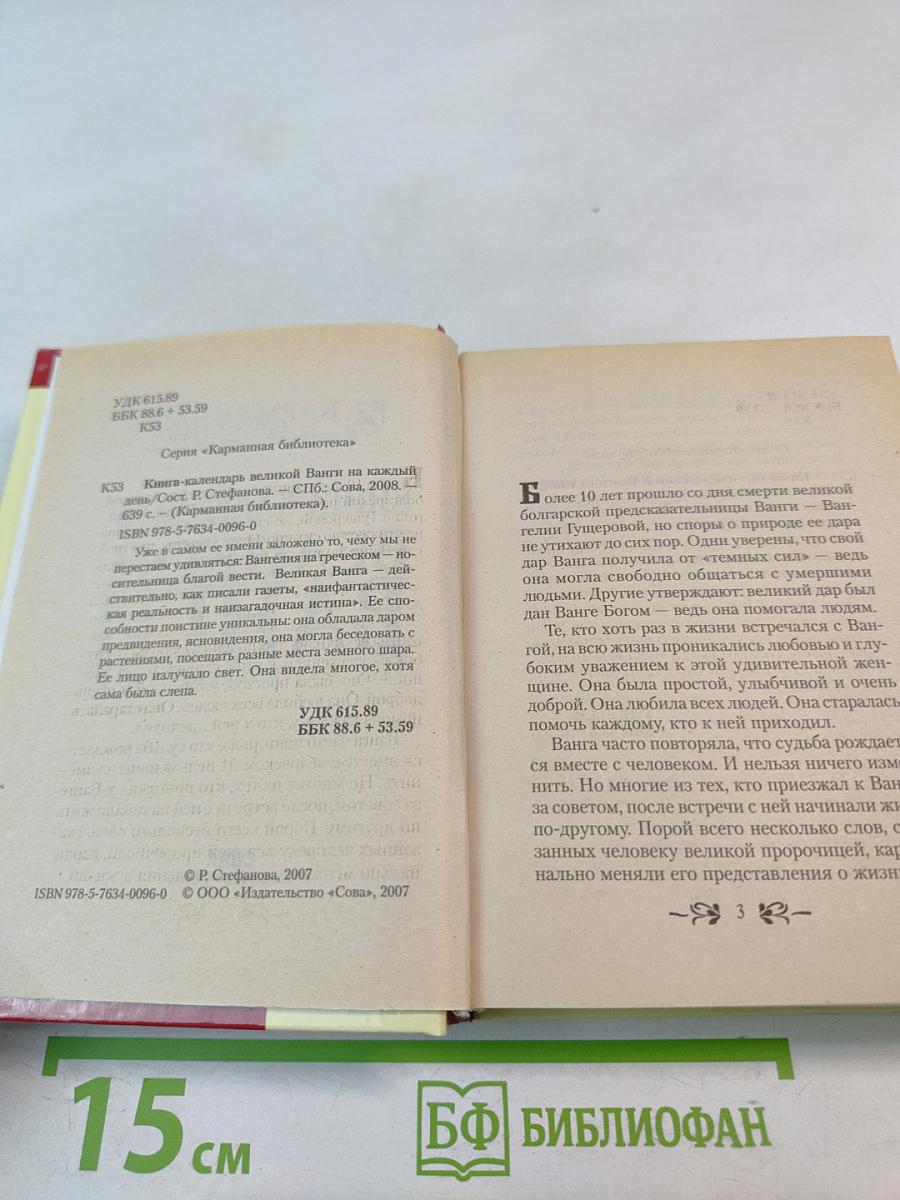 УДК 615.89
ББК 88.6 + 53.59
К53
Серия «Карманная библиотека»
К53 Книга-календарь великой Ванги на каждый
день/Сост. Р. Стефанова. — СПб.: Сова, 2008. —
639 с. – (Карманная библиотека).
ISBN 978-5-7634-0096-0
Уже в самом ее имени заложено то, чему мы не
перестаем удивляться: Вангелия на греческом — но-
сительница благой вести. Великая Ванга — дей-
ствительно, как писали газеты, «наифантастичес-
кая реальность и наизагадочная истина». Ее спо-
собности поистине уникальны: она обладала даром
предвидения, ясновидения, она могла беседовать с
растениями, посещать разные места земного шара.
Ее лицо излучало свет. Она видела многое, хотя
сама была слепа.
УДК 615.89
ББК 88.6 + 53.59
© Р. Стефанова, 2007
ISBN 978-5-7634-0096-0 © ООО «Издательство «Сова», 2007
Более 10 лет прошло со дня смерти великой
болгарской предсказательницы Ванги — Ван-
гелии Гущеровой, но споры о природе ее дара
не утихают до сих пор. Одни уверены, что свой
дар Ванга получила от «темных сил» — ведь
она могла свободно общаться с умершими
людьми. Другие утверждают: великий дар был
дан Ванге Богом — ведь она помогала людям.
Те, кто хоть раз в жизни встречался с Ван-
гой, на всю жизнь проникались любовью и глу-
боким уважением к этой удивительной жен-
щине. Она была простой, улыбчивой и очень
доброй. Она любила всех людей. Она старалась
помочь каждому, кто к ней приходил.
Ванга часто повторяла, что судьба рождает-
ся вместе с человеком. И нельзя ничего изме
нить. Но многие из тех, кто приезжал к Ван
за советом, после встречи с ней начинали жи
по-другому. Порой всего несколько слов, с
занных человеку великой пророчицей, кар
нально меняли его представления о жизн
3
15 см
БФ БИБЛИОФАН